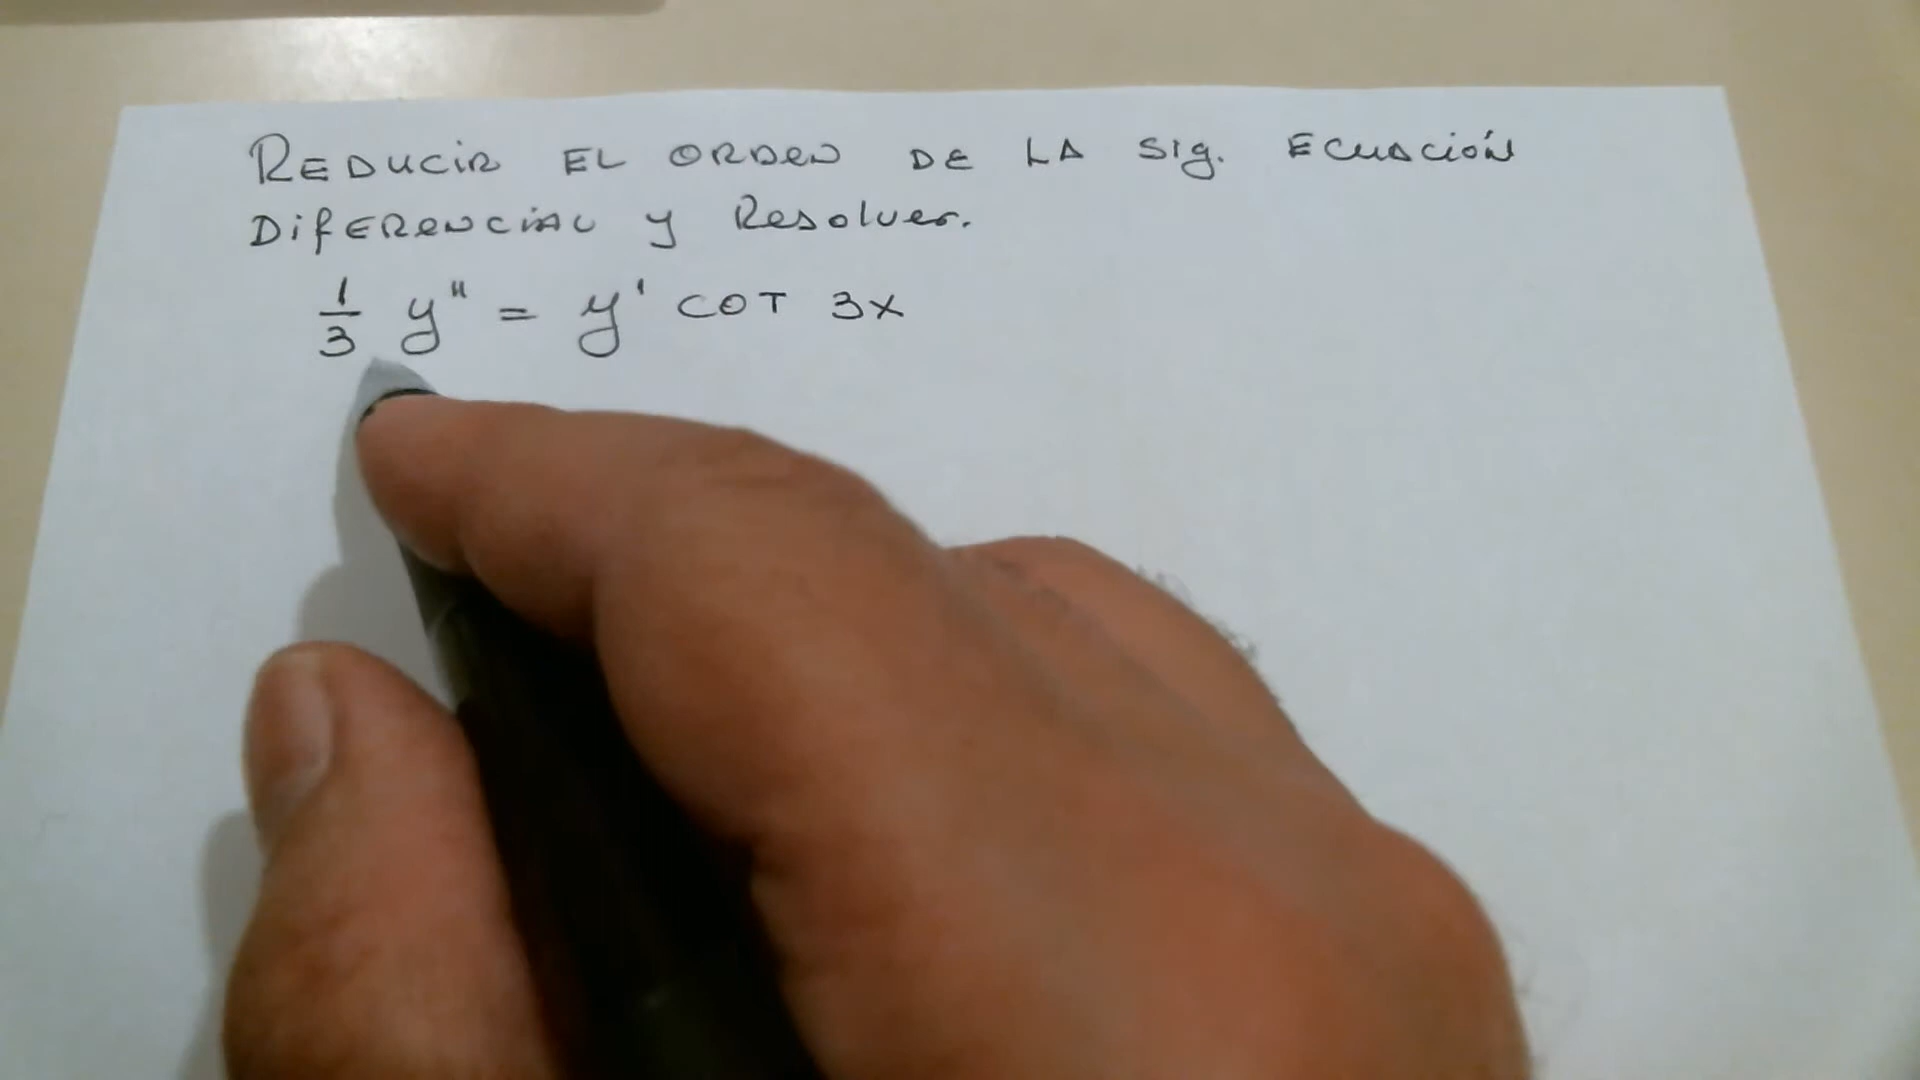 REDUCIR EL ORDEN DE LA Sig. ECUACIÓN
DIFERENCIAL y Resolver.
1/3 y" = y' COT 3x